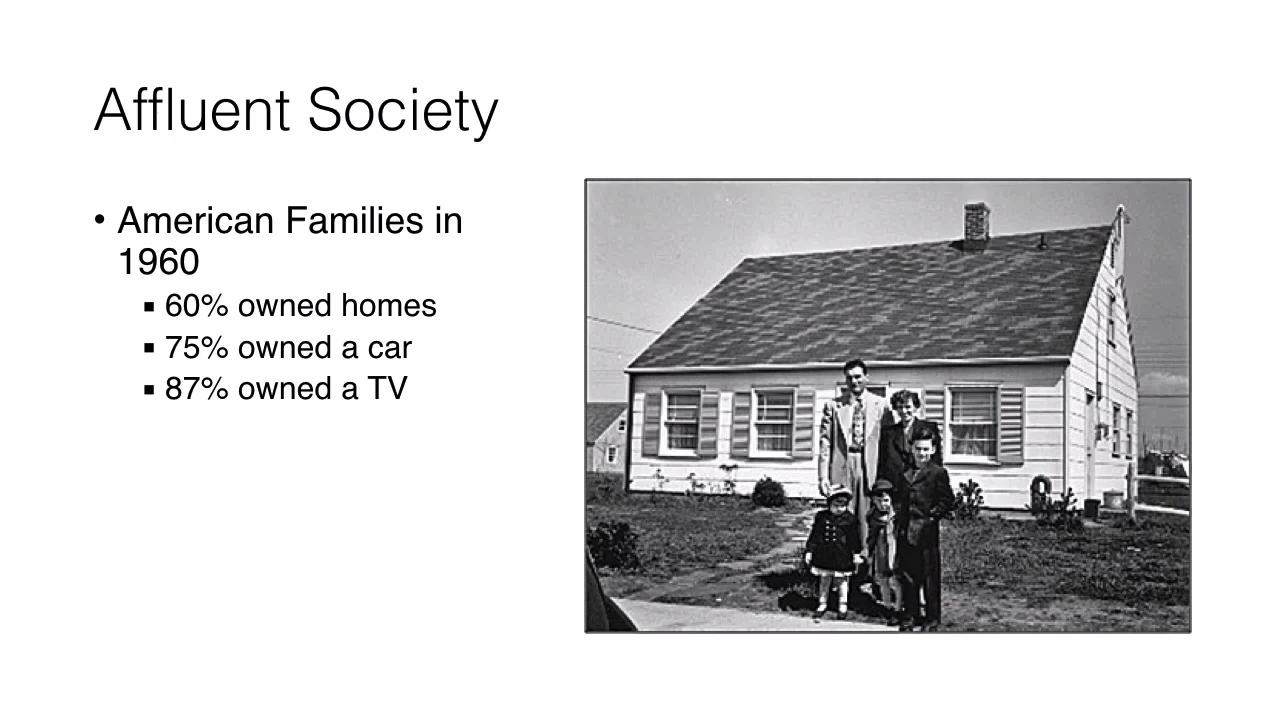 Affluent Society
• American Families in
1960
▪ 60% owned homes
▪ 75% owned a car
▪ 87% owned a TV